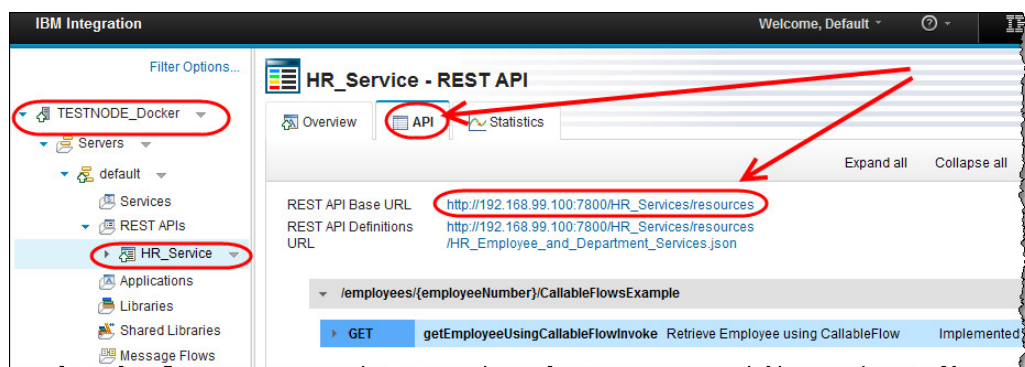 IBM Integration
Welcome, Default
Filter Options...
TESTNODE_Docker
Servers
default
Services
REST APIs
HR_Service
Applications
Libraries
Shared Libraries
Message Flows
HR_Service - REST API
Overview
API
Statistics
Expand all Collapse all
REST API Base URL http://192.168.99.100:7800/HR_Services/resources
REST API Definitions http://192.168.99.100:7800/HR_Services/resources
URL /HR_Employee_and_Department_Services.json
/employees/{employeeNumber}/CallableFlowsExample
GET getEmployeeUsingCallableFlowInvoke Retrieve Employee using CallableFlow Implemented